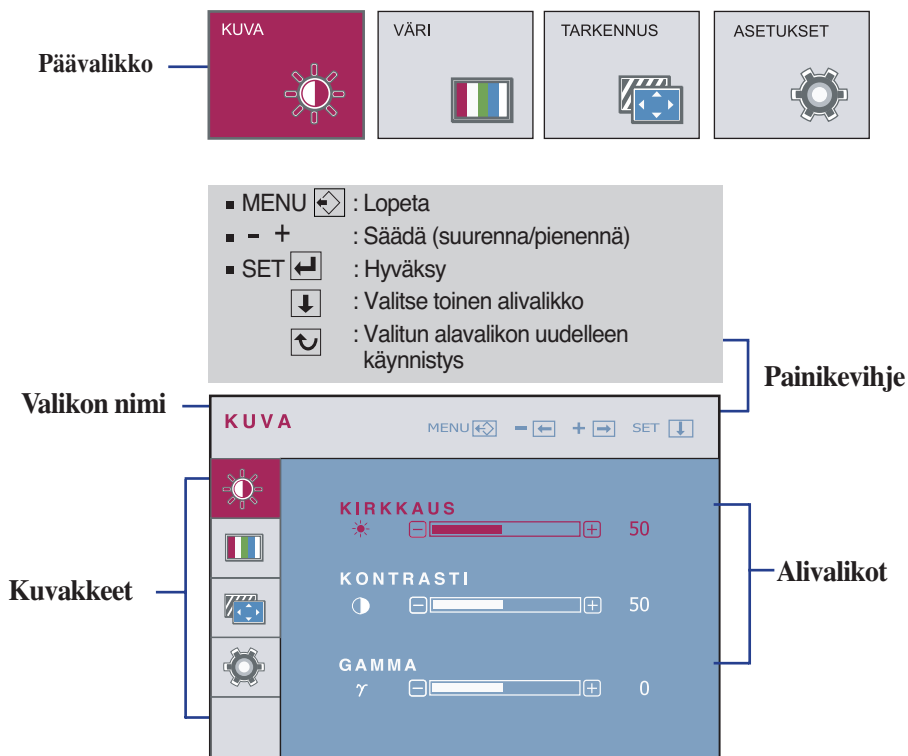 KUVA
VÄRI
TARKENNUS
ASETUKSET
Päävalikko
MENU : Lopeta
- + : Säädä (suurenna/pienennä)
SET : Hyväksy
: Valitse toinen alivalikko
: Valitun alavalikon uudelleen
käynnistys
Painikevihje
Valikon nimi
KUVA
MENU - + SET
KIRKKAUS
50
Kuvakkeet
Alivalikot
KONTRASTI
50
GAMMA
γ 0